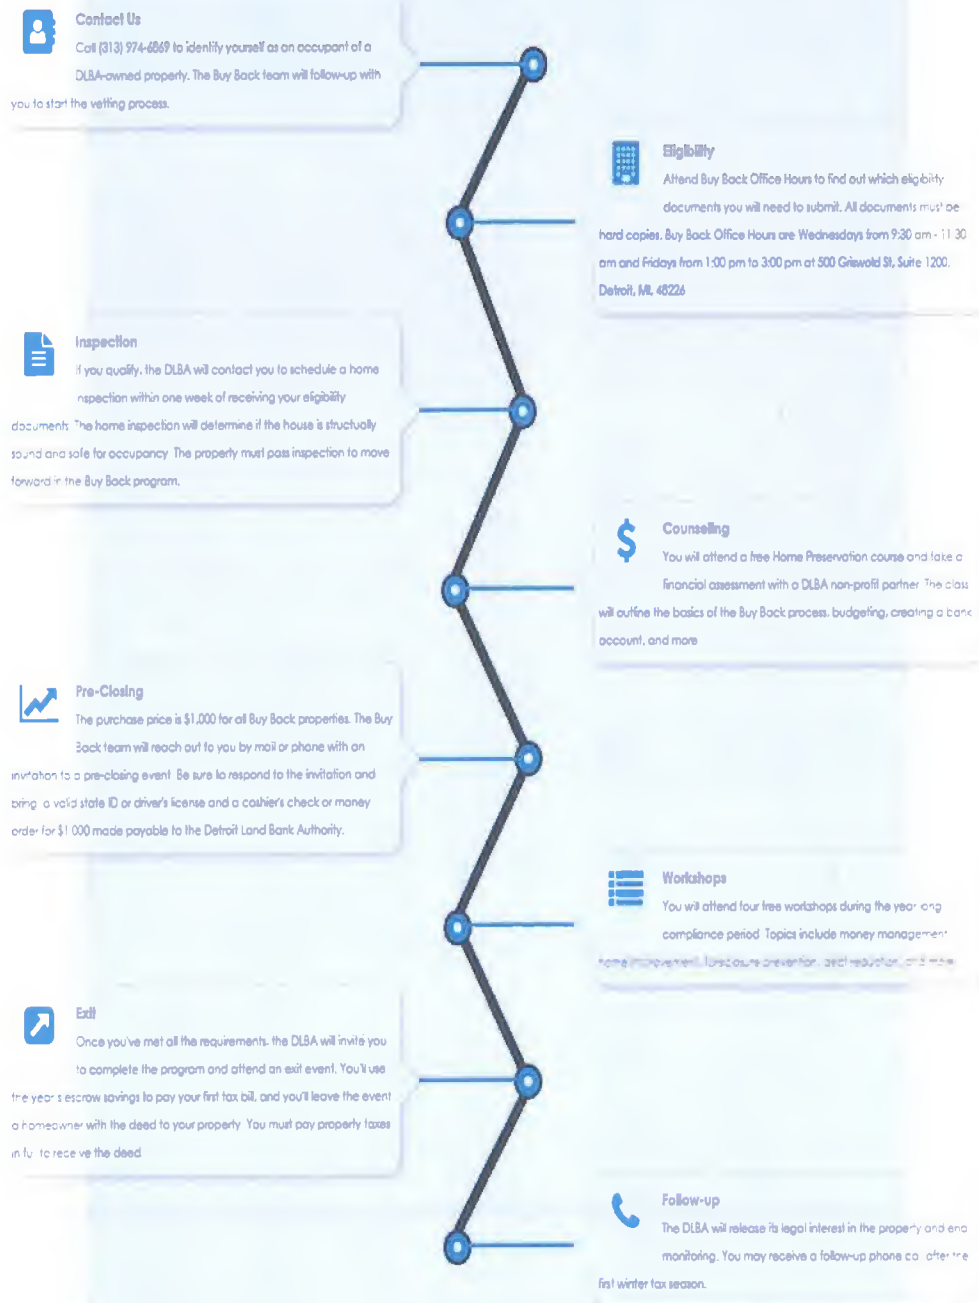 Contact Us
Call (313) 974-6869 to identify yourself as an occupant of a
DLBA-owned property. The Buy Back team will follow-up with
you to start the vetting process.
Eligibility
Attend Buy Back Office Hours to find out which eligibility
documents you will need to submit. All documents must be
hard copies. Buy Back Office Hours are Wednesdays from 9:30 am - 11:30
am and Fridays from 1:00 pm to 3:00 pm at 500 Griswold St, Suite 1200,
Detroit, MI, 48226
Inspection
If you qualify, the DLBA will contact you to schedule a home
inspection within one week of receiving your eligibility
documents. The home inspection will determine if the house is structually
sound and safe for occupancy. The property must pass inspection to move
forward in the Buy Back program.
Counseling
You will attend a free Home Preservation course and take a
financial assessment with a DLBA non-profit partner. The class
will outline the basics of the Buy Back process, budgeting, creating a bank
account, and more
Pre-Closing
The purchase price is $1,000 for all Buy Back properties. The Buy
Back team will reach out to you by mail or phone with an
invitation to a pre-closing event. Be sure to respond to the invitation and
bring a valid state ID or driver's license and a cashier's check or money
order for $1,000 made payable to the Detroit Land Bank Authority.
Workshops
You will attend four free workshops during the year long
compliance period. Topics include money management,
home improvement, foreclosure prevention, debt reduction, and more
Exit
Once you've met all the requirements, the DLBA will invite you
to complete the program and attend an exit event. You'll use
the year's escrow savings to pay your first tax bill, and you'll leave the event
a homeowner with the deed to your property. You must pay property taxes
in full to receive the deed
Follow-up
The DLBA will release its legal interest in the property and end
monitoring. You may receive a follow-up phone call after the
first winter tax season.